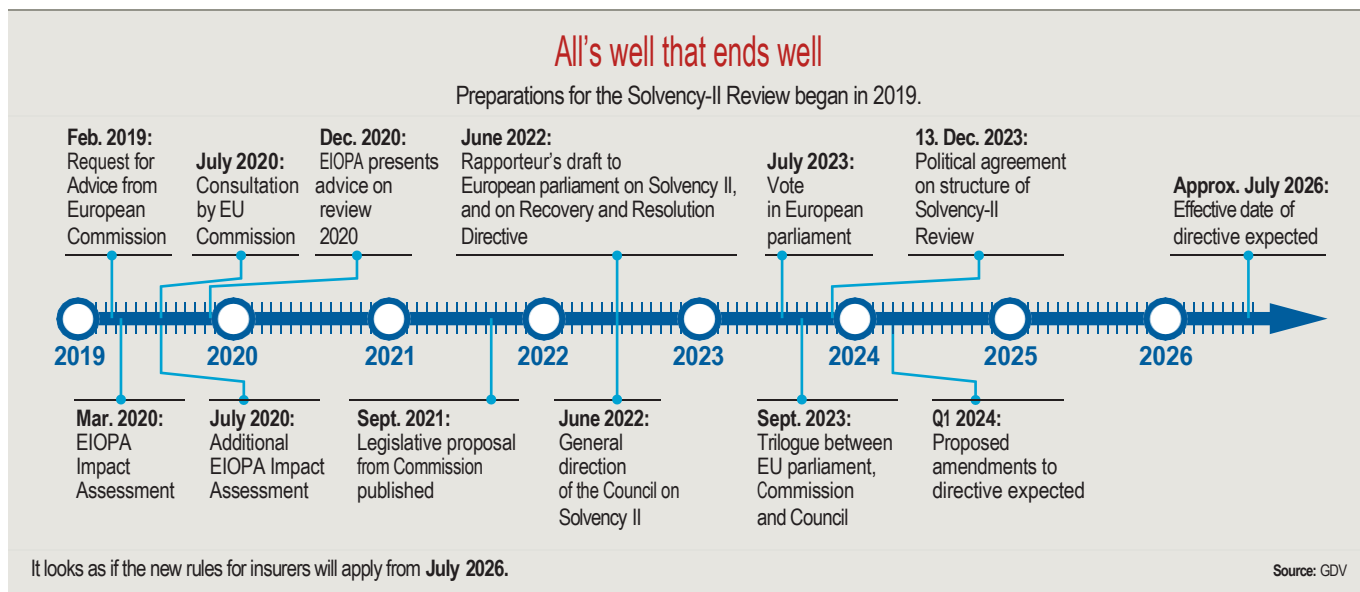 All's well that ends well
Preparations for the Solvency-II Review began in 2019.
Feb. 2019:
Request for
Advice from
European
Commission
July 2020:
Consultation
by EU
Commission
Dec. 2020:
EIOPA presents
advice on
review
2020
June 2022:
Rapporteur's draft to
European parliament on Solvency II,
and on Recovery and Resolution
Directive
July 2023:
Vote
in European
parliament
13. Dec. 2023:
Political agreement
on structure of
Solvency-II
Review
Approx. July 2026:
Effective date of
directive expected
2019
2020
2021
2022
2023
2024
2025
2026
Mar. 2020:
EIOPA
Impact
Assessment
July 2020:
Additional
EIOPA Impact
Assessment
Sept. 2021:
Legislative proposal
from Commission
published
June 2022:
General
direction
of the Council on
Solvency II
Sept. 2023:
Trilogue between
EU parliament,
Commission
and Council
Q1 2024:
Proposed
amendments to
directive expected
It looks as if the new rules for insurers will apply from July 2026.
Source: GDV